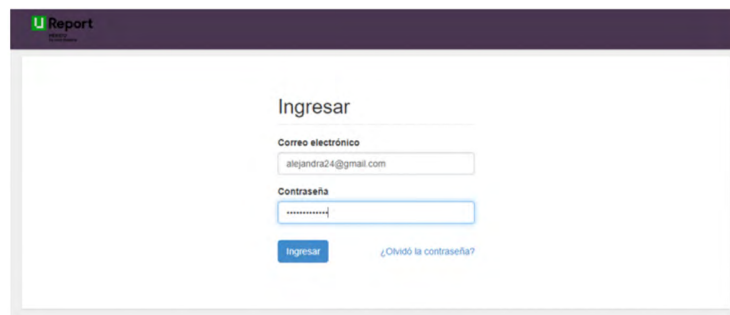 U Report
Ingresar
Correo electrónico
alejandra24@gmail.com
Contraseña
Ingresar
¿Olvidó la contraseña?